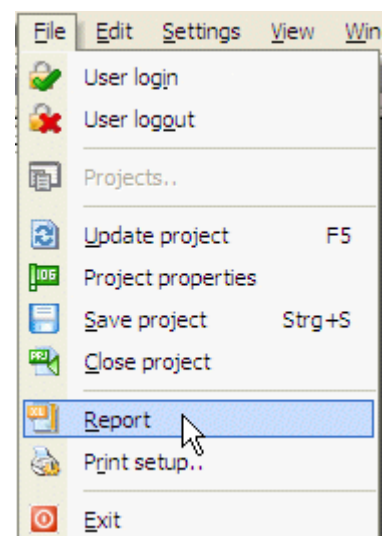 File Edit Settings View Win
User login
User logout
Projects..
Update project F5
Project properties
Save project Strg+S
Close project
Report
Print setup..
Exit